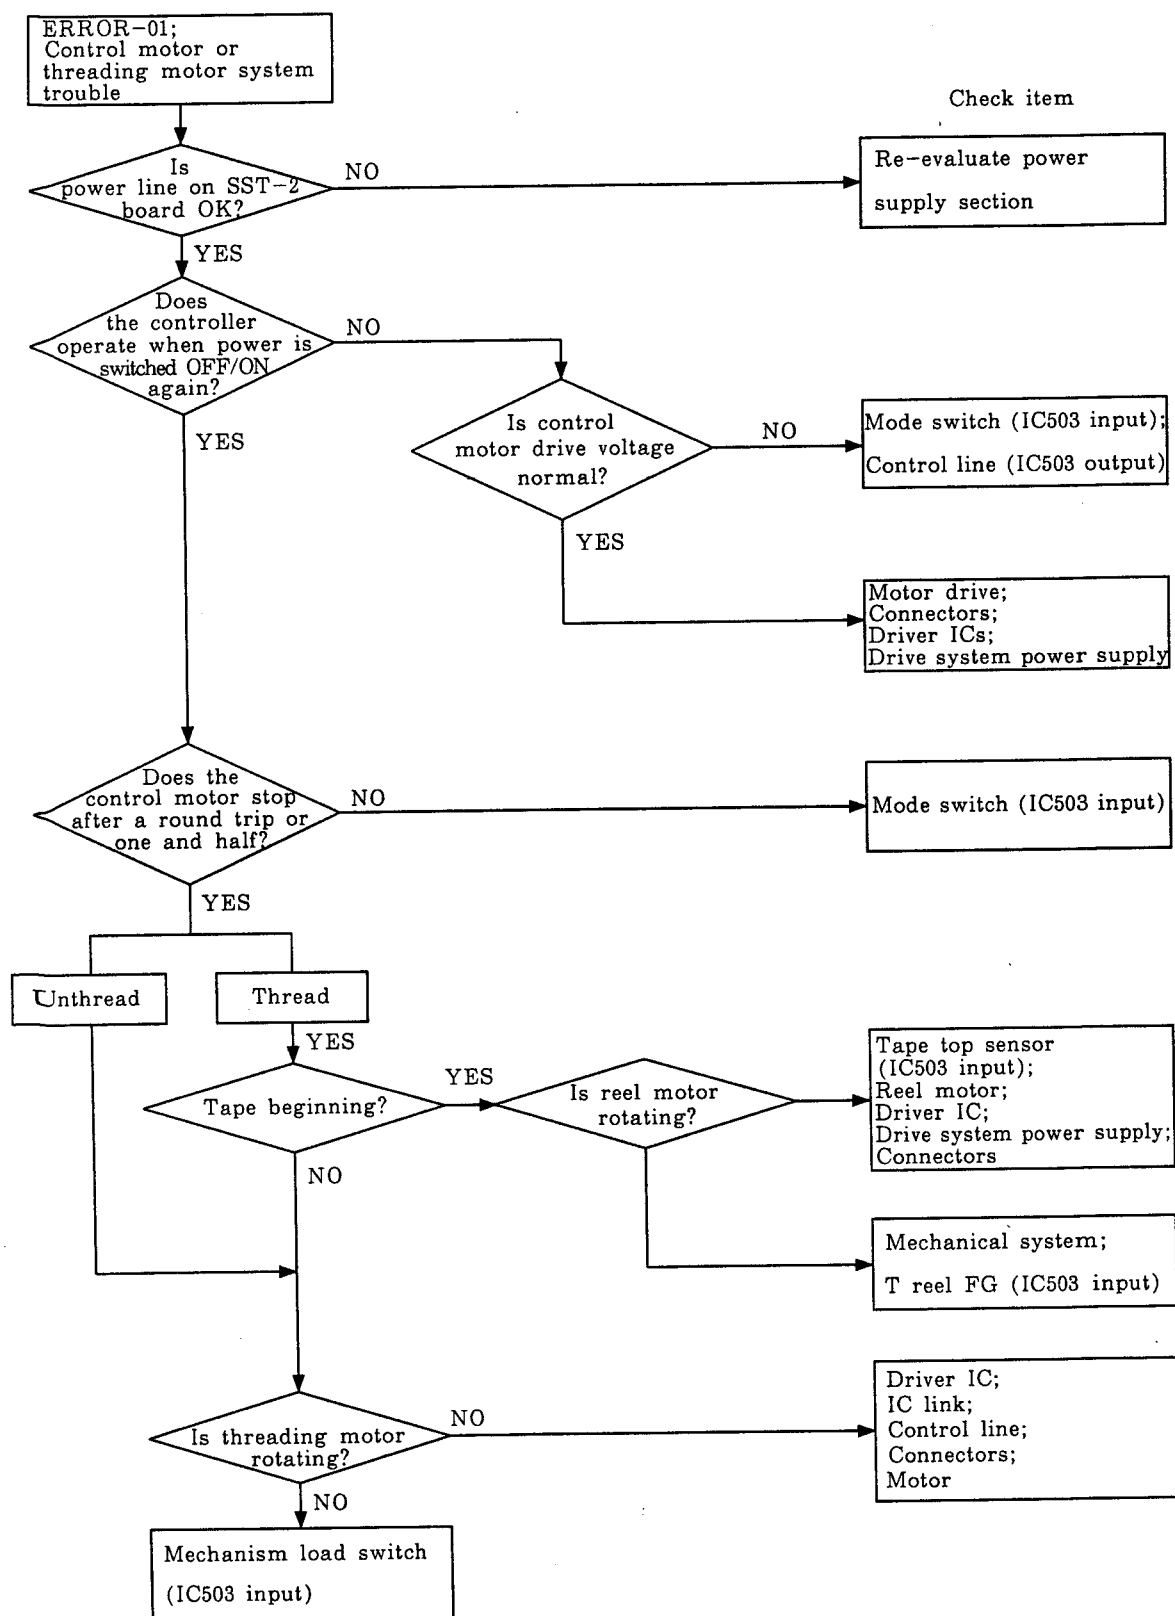 ERROR-01;
Control motor or
threading motor system
trouble
Check item
Is
power line on SST-2
board OK?
NO
Re-evaluate power
supply section
YES
Does
the controller
operate when power is
switched OFF/ON
again?
NO
YES
Is control
motor drive voltage
normal?
NO
Mode switch (IC503 input);
Control line (IC503 output)
YES
Motor drive;
Connectors;
Driver ICs;
Drive system power supply
Does the
control motor stop
after a round trip or
one and half?
NO
Mode switch (IC503 input)
YES
Unthread
Thread
YES
Tape beginning?
YES
Is reel motor
rotating?
Tape top sensor
(IC503 input);
Reel motor;
Driver IC;
Drive system power supply;
Connectors
NO
Mechanical system;
T reel FG (IC503 input)
Is threading motor
rotating?
NO
Driver IC;
IC link;
Control line;
Connectors;
Motor
NO
Mechanism load switch
(IC503 input)